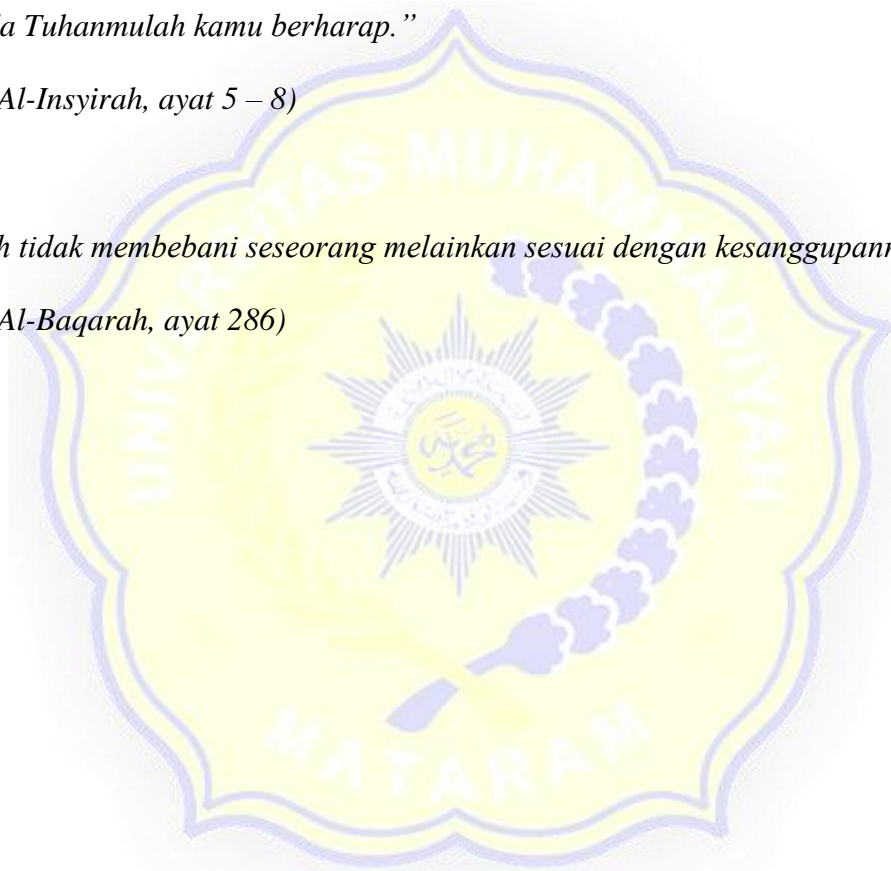 a Tuhanmulah kamu berharap.”
Al-Insyirah, ayat 5 – 8)
h tidak membebani seseorang melainkan sesuai dengan kesanggupann
Al-Baqarah, ayat 286)
UNIVERSITAS MUHAMMADIYAH
MATARAM